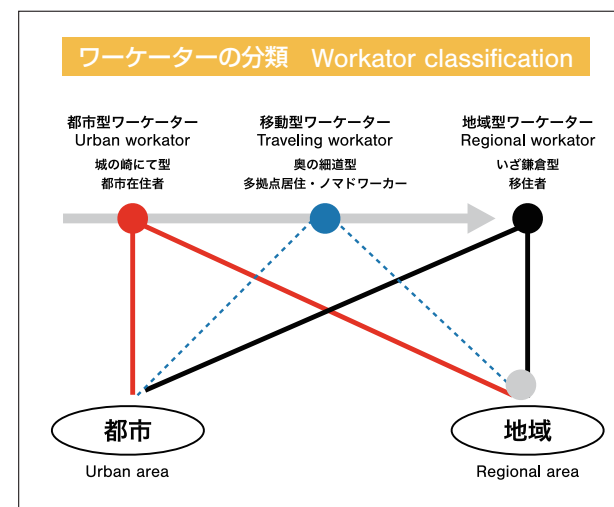 ワーケーターの分類 Workator classification
都市型ワーケーター
Urban workator
城の崎にて型
都市在住者
移動型ワーケーター
Traveling workator
奥の細道型
多拠点居住・ノマドワーカー
地域型ワーケーター
Regional workator
いざ鎌倉型
移住者
都市
Urban area
地域
Regional area